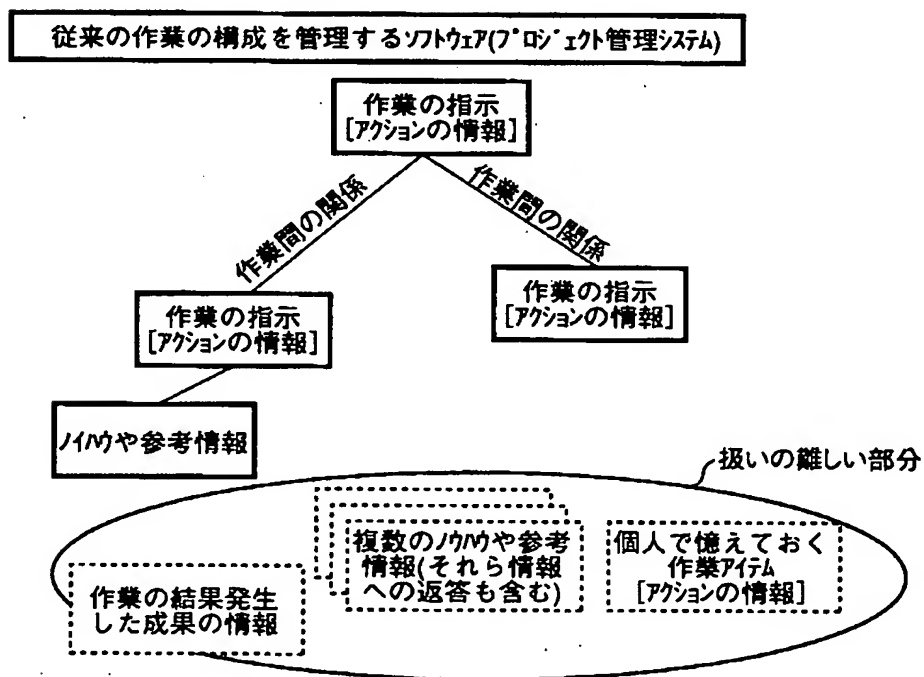 従来の作業の構成を管理するソフトウェア(プロジェクト管理システム)
作業の指示
[アクションの情報]
作業間の関係
作業間の関係
作業の指示
[アクションの情報]
作業の指示
[アクションの情報]
ノイハウや参考情報
扱いの難しい部分
複数のノウハウや参考
情報(それら情報
への返答も含む)
個人で憶えておく
作業アイテム
[アクションの情報]
作業の結果発生
した成果の情報